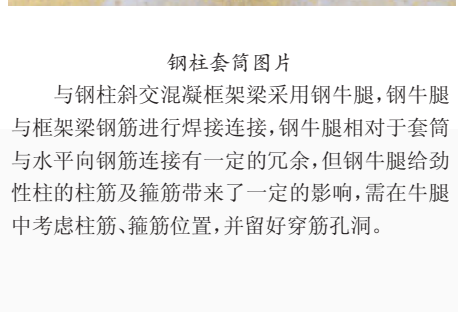 钢柱套筒图片
与钢柱斜交混凝框架梁采用钢牛腿,钢牛腿
与框架梁钢筋进行焊接连接,钢牛腿相对于套筒
与水平向钢筋连接有一定的冗余,但钢牛腿给劲
性柱的柱筋及箍筋带来了一定的影响,需在牛腿
中考虑柱筋、箍筋位置,并留好穿筋孔洞。